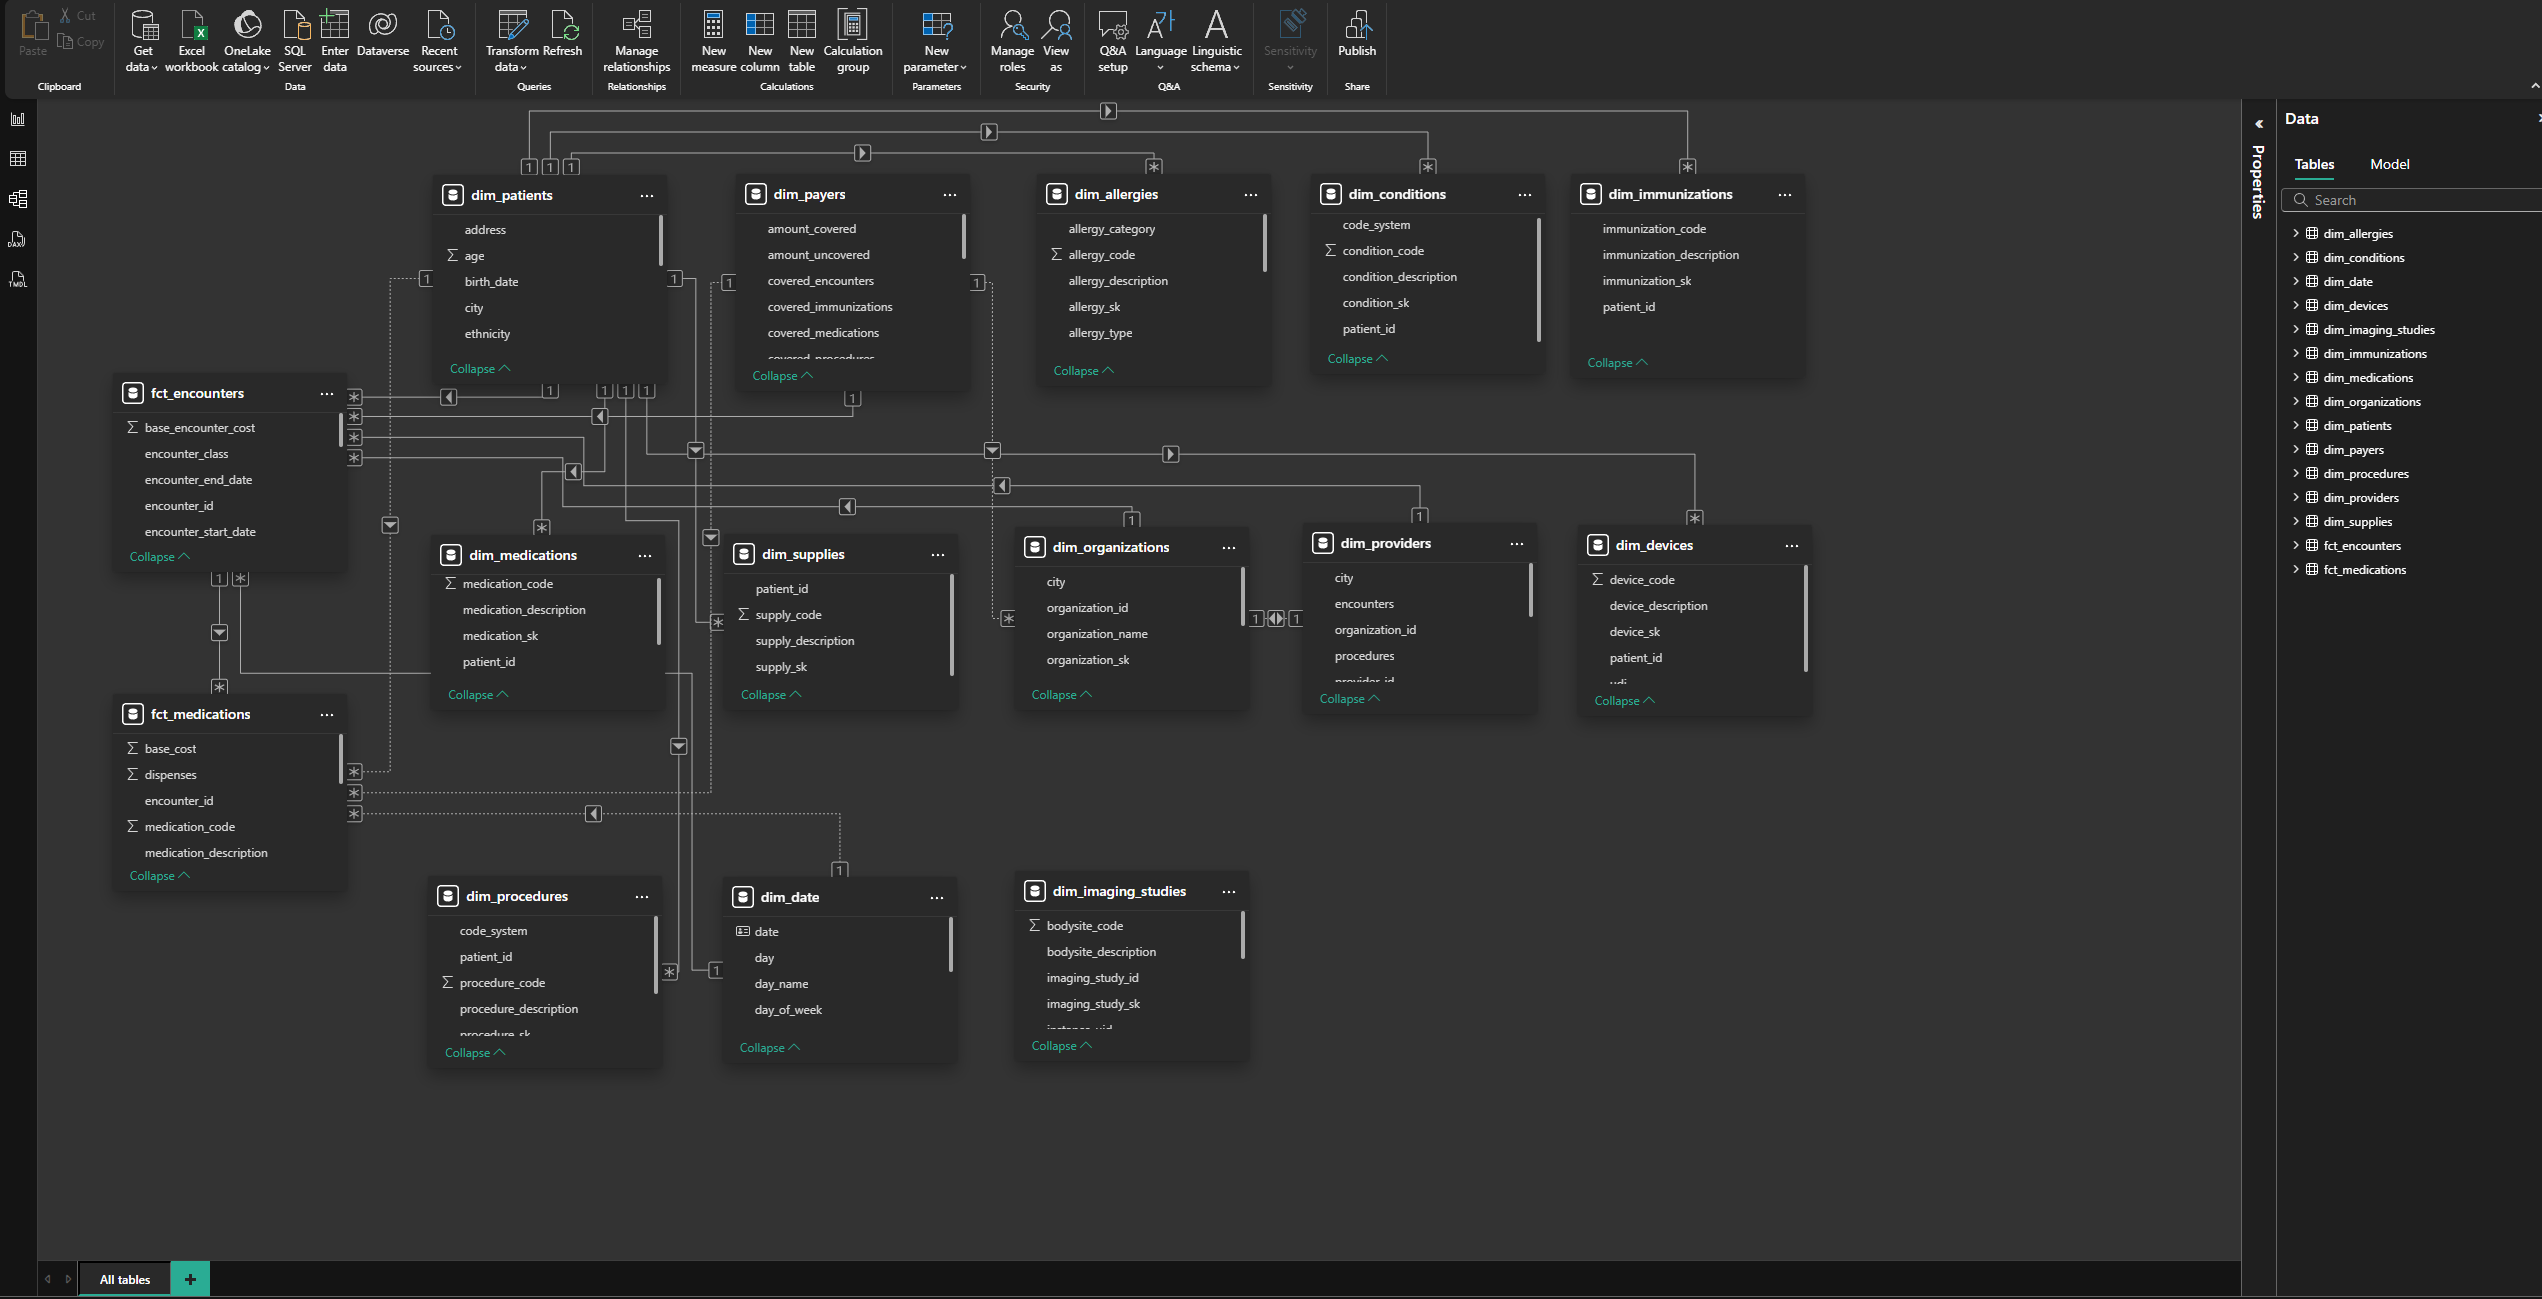 Paste
Cut
Copy
Clipboard
Get data
Excel workbook
OneLake catalog
SQL Server
Enter data
Dataverse
Recent sources
Data
Transform data
Refresh
Queries
Manage relationships
Relationships
New measure
New column
New table
Calculation group
Calculations
New parameter
Parameters
Manage roles
View as
Security
Q&A setup
Language
Linguistic schema
Q&A
Sensitivity
Sensitivity
Publish
Share
DAX
TMDL
dim_patients
address
age
birth_date
city
ethnicity
Collapse
dim_payers
amount_covered
amount_uncovered
covered_encounters
covered_immunizations
covered_medications
covered_procedures
Collapse
dim_allergies
allergy_category
allergy_code
allergy_description
allergy_sk
allergy_type
Collapse
dim_conditions
code_system
condition_code
condition_description
condition_sk
patient_id
Collapse
dim_immunizations
immunization_code
immunization_description
immunization_sk
patient_id
Collapse
fct_encounters
base_encounter_cost
encounter_class
encounter_end_date
encounter_id
encounter_start_date
Collapse
dim_medications
medication_code
medication_description
medication_sk
patient_id
Collapse
dim_supplies
patient_id
supply_code
supply_description
supply_sk
Collapse
dim_organizations
city
organization_id
organization_name
organization_sk
Collapse
dim_providers
city
encounters
organization_id
procedures
provider_id
Collapse
dim_devices
device_code
device_description
device_sk
patient_id
udi
Collapse
fct_medications
base_cost
dispenses
encounter_id
medication_code
medication_description
Collapse
dim_procedures
code_system
patient_id
procedure_code
procedure_description
procedure_sk
Collapse
dim_date
date
day
day_name
day_of_week
Collapse
dim_imaging_studies
bodysite_code
bodysite_description
imaging_study_id
imaging_study_sk
instance_uid
Collapse
Properties
Data
Tables
Model
Search
dim_allergies
dim_conditions
dim_date
dim_devices
dim_imaging_studies
dim_immunizations
dim_medications
dim_organizations
dim_patients
dim_payers
dim_procedures
dim_providers
dim_supplies
fct_encounters
fct_medications
All tables